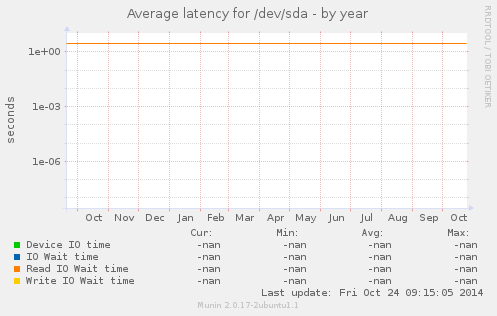 Average latency for /dev/sda - by year
RRDTOOL / TOBI OETIKER
seconds
1e+00
1e-03
1e-06
Oct Nov Dec Jan Feb Mar Apr May Jun Jul Aug Sep Oct
Cur: Min: Avg: Max:
Device IO time -nan -nan -nan -nan
IO Wait time -nan -nan -nan -nan
Read IO Wait time -nan -nan -nan -nan
Write IO Wait time -nan -nan -nan -nan
Last update: Fri Oct 24 09:15:05 2014
Munin 2.0.17-2ubuntu1.1